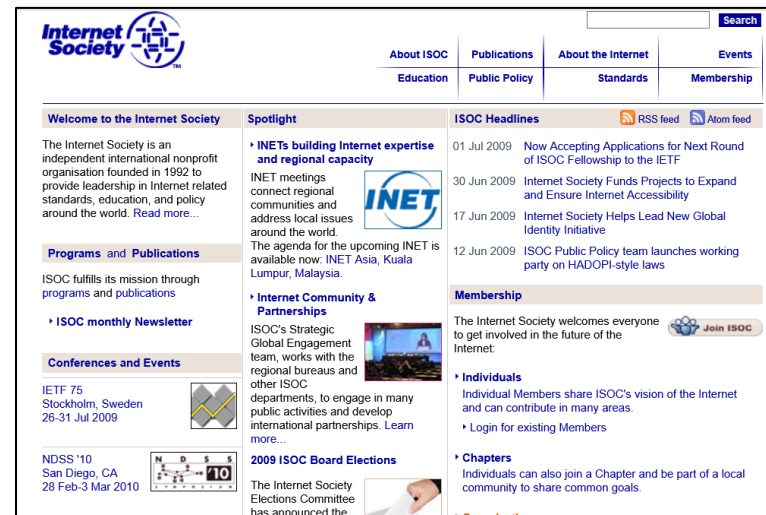 Internet
Society
TM
Search
About ISOC
Publications
About the Internet
Events
Education
Public Policy
Standards
Membership
Welcome to the Internet Society
The Internet Society is an
independent international nonprofit
organisation founded in 1992 to
provide leadership in Internet related
standards, education, and policy
around the world. Read more...
Programs and Publications
ISOC fulfills its mission through
programs and publications
ISOC monthly Newsletter
Conferences and Events
IETF 75
Stockholm, Sweden
26-31 Jul 2009
NDSS '10
San Diego, CA
28 Feb-3 Mar 2010
N D S S
'10
SYMPOSIUM
Spotlight
INETs building Internet expertise
and regional capacity
INET meetings
connect regional
communities and
address local issues
around the world.
The agenda for the upcoming INET is
available now: INET Asia, Kuala
Lumpur, Malaysia.
INET
Internet Community &
Partnerships
ISOC's Strategic
Global Engagement
team, works with the
regional bureaus and
other ISOC
departments, to engage in many
public activities and develop
international partnerships. Learn
more...
2009 ISOC Board Elections
The Internet Society
Elections Committee
has announced the
ISOC Headlines
RSS feed
Atom feed
01 Jul 2009 Now Accepting Applications for Next Round
of ISOC Fellowship to the IETF
30 Jun 2009 Internet Society Funds Projects to Expand
and Ensure Internet Accessibility
17 Jun 2009 Internet Society Helps Lead New Global
Identity Initiative
12 Jun 2009 ISOC Public Policy team launches working
party on HADOPI-style laws
Membership
The Internet Society welcomes everyone
to get involved in the future of the
Internet:
Join ISOC
Individuals
Individual Members share ISOC's vision of the Internet
and can contribute in many areas.
Login for existing Members
Chapters
Individuals can also join a Chapter and be part of a local
community to share common goals.